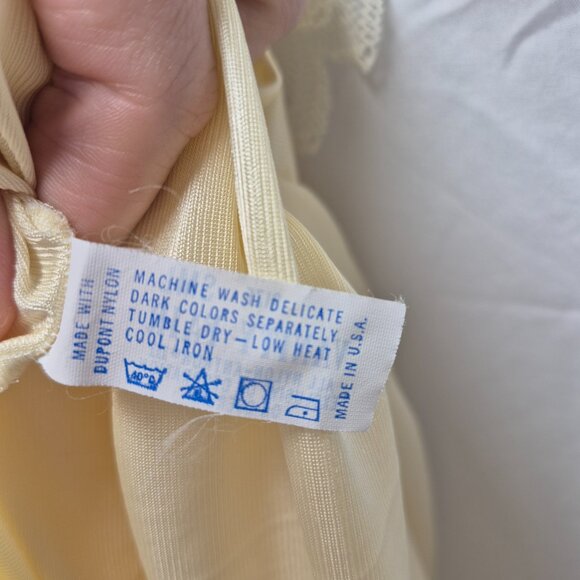 MADE WITH
DUPONT NYLON
MACHINE WASH DELICATE
DARK COLORS SEPARATELY
TUMBLE DRY—LOW HEAT
COOL IRON
40°
MADE IN U.S.A.